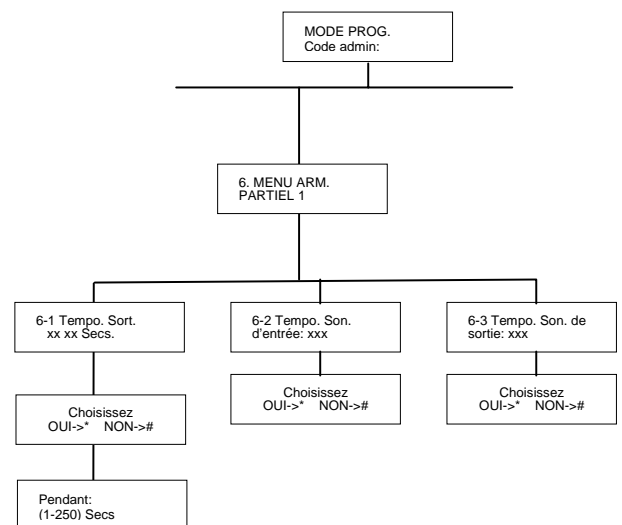 MODE PROG.
Code admin:
6. MENU ARM.
PARTIEL 1
6-1 Tempo. Sort.
xx xx Secs.
6-2 Tempo. Son.
d'entrée: xxx
6-3 Tempo. Son. de
sortie: xxx
Choisissez
OUI->* NON->#
Choisissez
OUI->* NON->#
Choisissez
OUI->* NON->#
Pendant:
(1-250) Secs